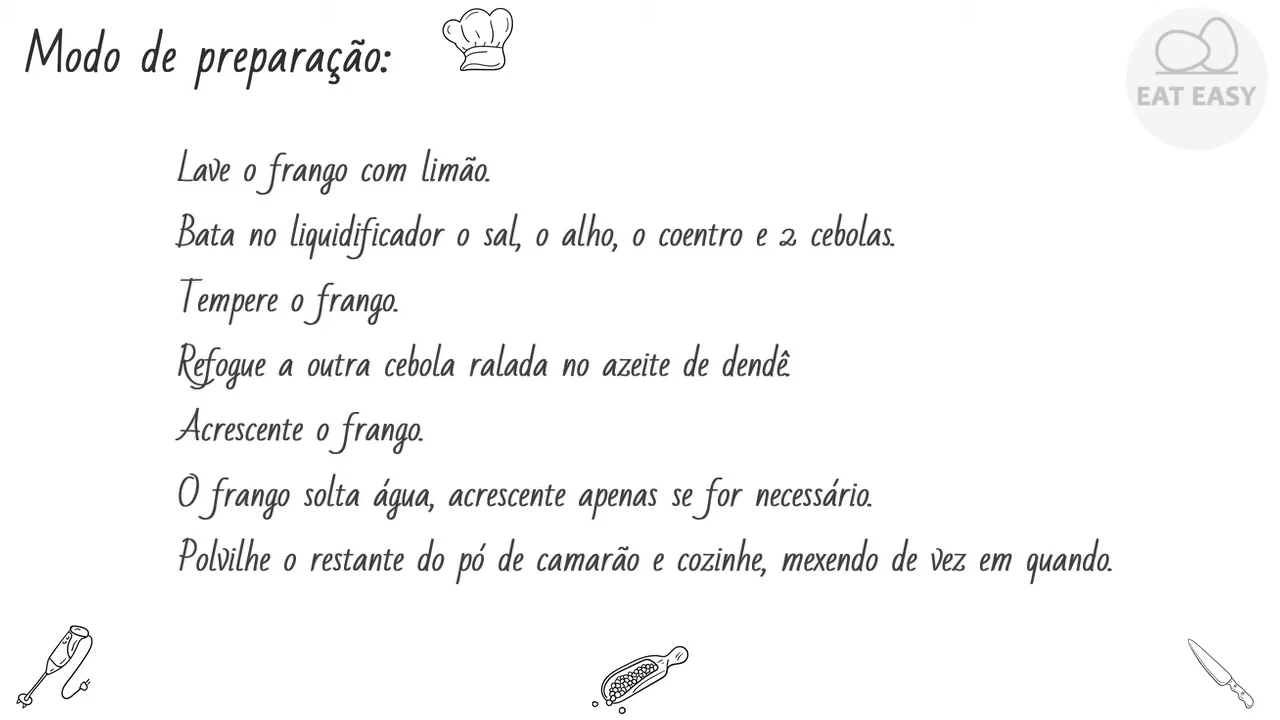 Modo de preparação:
EAT EASY
Lave o frango com limão.
Bata no liquidificador o sal, o alho, o coentro e 2 cebolas.
Tempere o frango.
Refogue a outra cebola ralada no azeite de dendê.
Acrescente o frango.
O frango solta água, acrescente apenas se for necessário.
Polvilhe o restante do pó de camarão e cozinhe, mexendo de vez em quando.